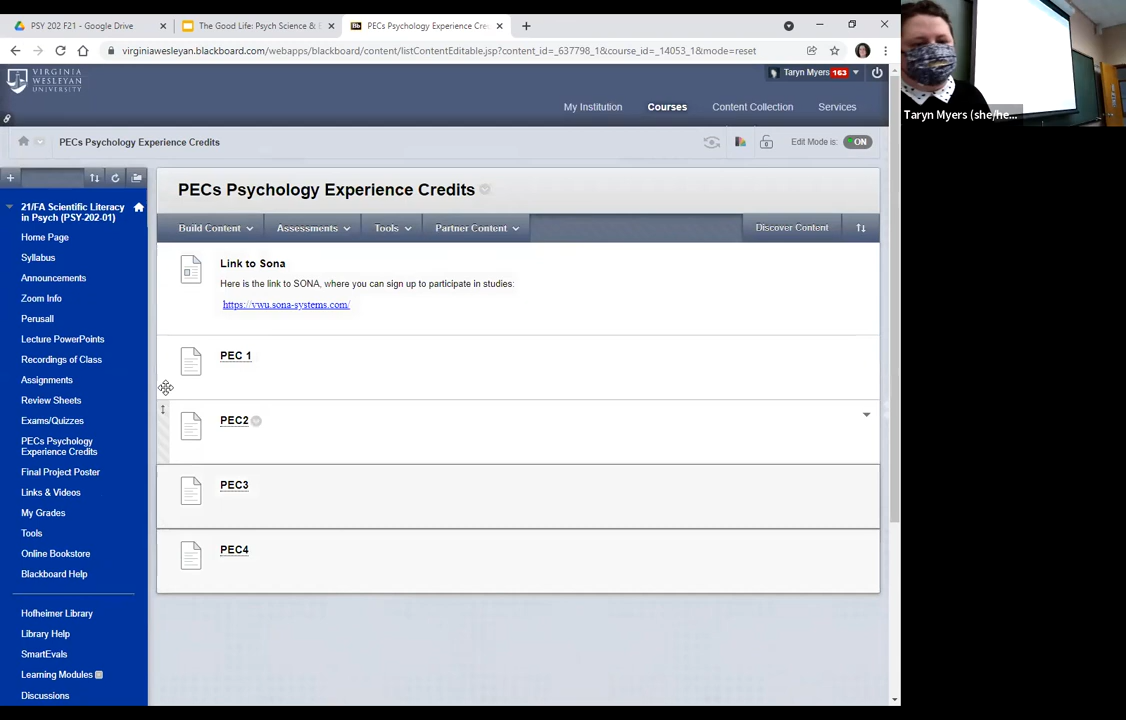 PSY 202 F21 - Google Drive
The Good Life: Psych Science &
PECs Psychology Experience Cre
virginiawesleyan.blackboard.com/webapps/blackboard/content/listContentEditable.jsp?content_id=_637798_1&course_id=_14053_1&mode=reset
VIRGINIA
WESLEYAN
UNIVERSITY
Taryn Myers 163
My Institution
Courses
Content Collection
Services
PECs Psychology Experience Credits
Edit Mode is: ON
21/FA Scientific Literacy
in Psych (PSY-202-01)
Home Page
Syllabus
Announcements
Zoom Info
Perusall
Lecture PowerPoints
Recordings of Class
Assignments
Review Sheets
Exams/Quizzes
PECs Psychology
Experience Credits
Final Project Poster
Links & Videos
My Grades
Tools
Online Bookstore
Blackboard Help
Hofheimer Library
Library Help
SmartEvals
Learning Modules
Discussions
PECs Psychology Experience Credits
Build Content
Assessments
Tools
Partner Content
Discover Content
Link to Sona
Here is the link to SONA, where you can sign up to participate in studies:
https://vwu.sona-systems.com/
PEC 1
PEC2
PEC3
PEC4
Taryn Myers (she/he...